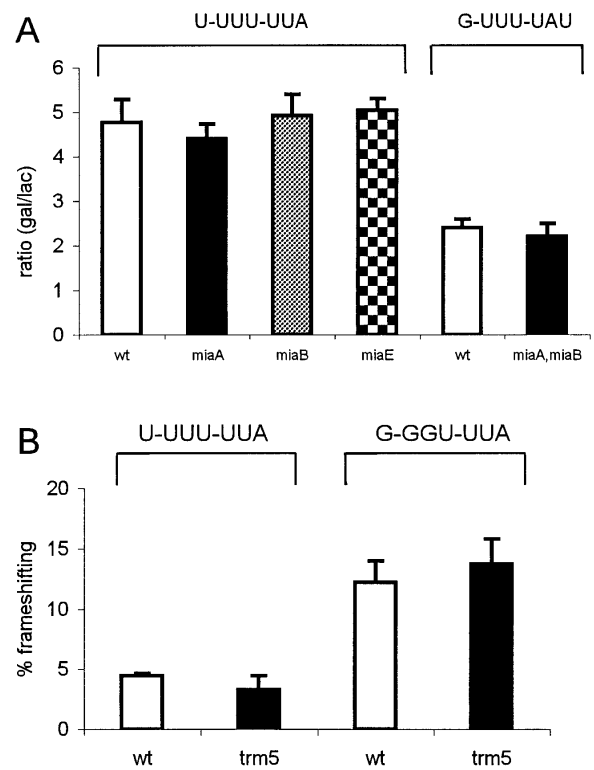 A
U-UUU-UUA
G-UUU-UAU
ratio (gal/lac)
6
5
4
3
2
1
0
wt
miaA
miaB
miaE
wt
miaA,miaB
B
U-UUU-UUA
G-GGU-UUA
% frameshifting
20
15
10
5
0
wt
trm5
wt
trm5